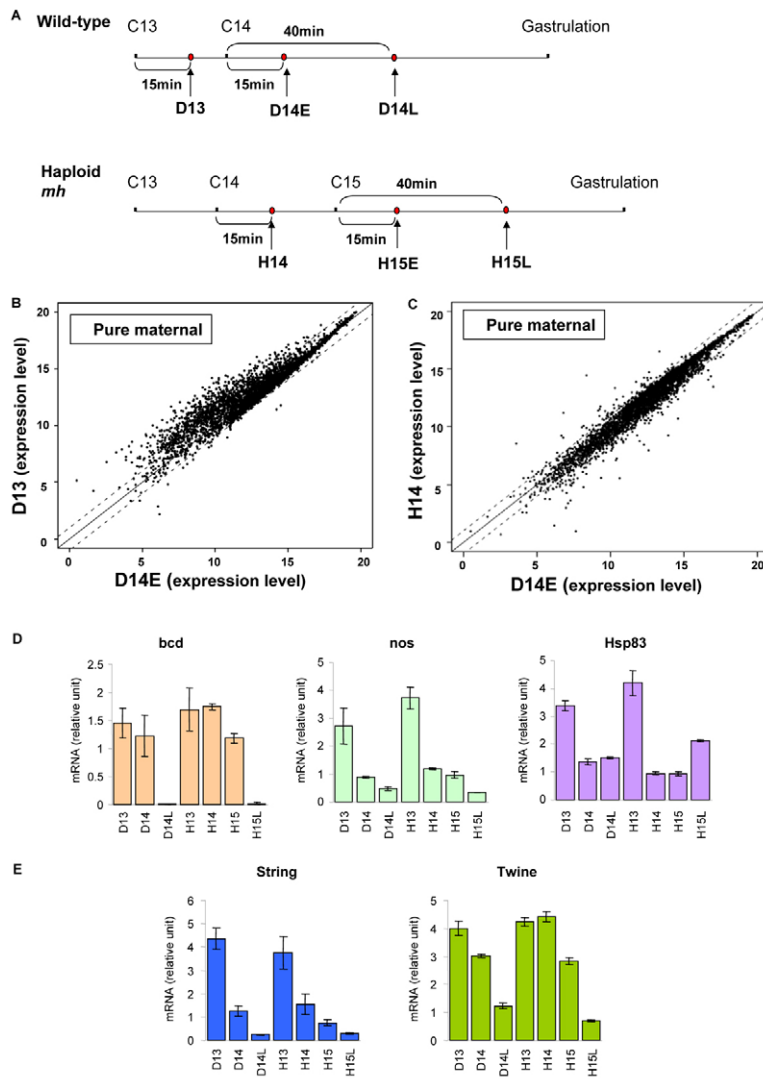 A
Wild-type
C13 C14 40min Gastrulation
15min 15min
D13 D14E D14L
Haploid
mh
C13 C14 C15 40min Gastrulation
15min 15min
H14 H15E H15L
B
Pure maternal
D13 (expression level)
20
15
10
5
0
0 5 10 15 20
D14E (expression level)
C
Pure maternal
H14 (expression level)
20
15
10
5
0
0 5 10 15 20
D14E (expression level)
D
bcd
mRNA (relative unit)
2.5
2
1.5
1
0.5
0
D13 D14 D14L H13 H14 H15 H15L
nos
mRNA (relative unit)
5
4
3
2
1
0
D13 D14 D14L H13 H14 H15 H15L
Hsp83
mRNA (relative unit)
5
4
3
2
1
0
D13 D14 D14L H13 H14 H15 H15L
E
String
mRNA (relative unit)
6
5
4
3
2
1
0
D13 D14 D14L H13 H14 H15 H15L
Twine
mRNA (relative unit)
5
4
3
2
1
0
D13 D14 D14L H13 H14 H15 H15L